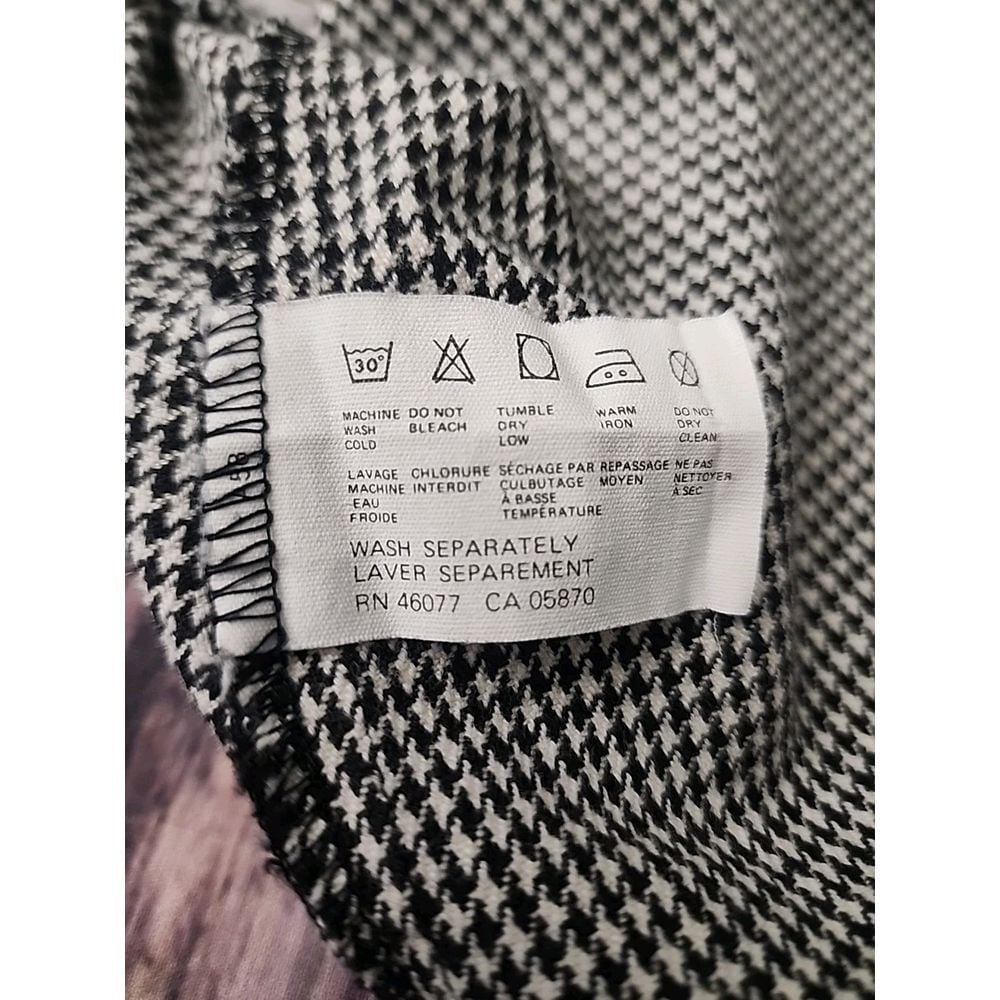 30°
MACHINE DO NOT TUMBLE WARM DO NOT
WASH BLEACH DRY IRON DRY
COLD LOW CLEAN
LAVAGE CHLORURE SÉCHAGE PAR REPASSAGE NE PAS
MACHINE INTERDIT CULBUTAGE MOYEN NETTOYER
EAU À BASSE À SEC
FROIDE TEMPÉRATURE
WASH SEPARATELY
LAVER SEPAREMENT
RN 46077 CA 05870